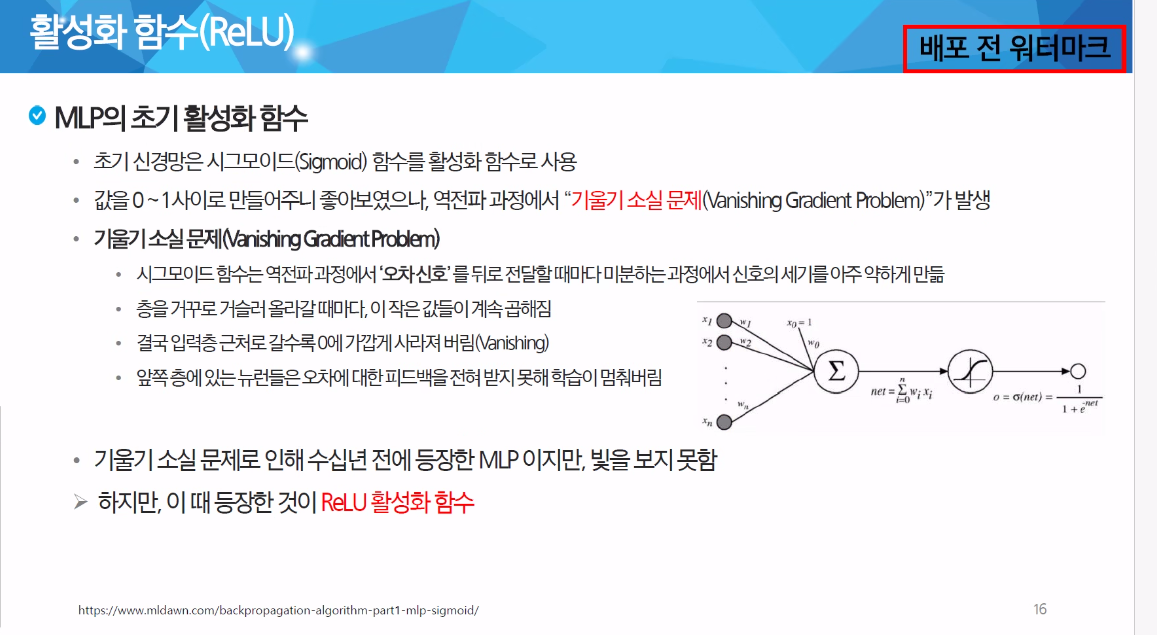 활성화 함수(ReLU)
배포 전 워터마크
MLP의 초기 활성화 함수
• 초기 신경망은 시그모이드(Sigmoid) 함수를 활성화 함수로 사용
• 값을 0 ~ 1 사이로 만들어주니 좋아보였으나, 역전파 과정에서 “기울기 소실 문제(Vanishing Gradient Problem)”가 발생
• 기울기 소실 문제(Vanishing Gradient Problem)
• 시그모이드 함수는 역전파 과정에서 ‘오차 신호’ 를 뒤로 전달할 때마다 미분하는 과정에서 신호의 세기를 아주 약하게 만듦
• 층을 거꾸로 거슬러 올라갈 때마다, 이 작은 값들이 계속 곱해짐
• 결국 입력층 근처로 갈수록 0에 가깝게 사라져 버림(Vanishing)
• 앞쪽 층에 있는 뉴런들은 오차에 대한 피드백을 전혀 받지 못해 학습이 멈춰버림
x1 w1 x0 = 1
x2 w2 w0
Σ
xn wn
net = Σ wi xi
n
i=0
o = σ(net) = 1
1 + e^-net
• 기울기 소실 문제로 인해 수십년 전에 등장한 MLP 이지만, 빛을 보지 못함
➢ 하지만, 이 때 등장한 것이 ReLU 활성화 함수
https://www.mldawn.com/backpropagation-algorithm-part1-mlp-sigmoid/
16